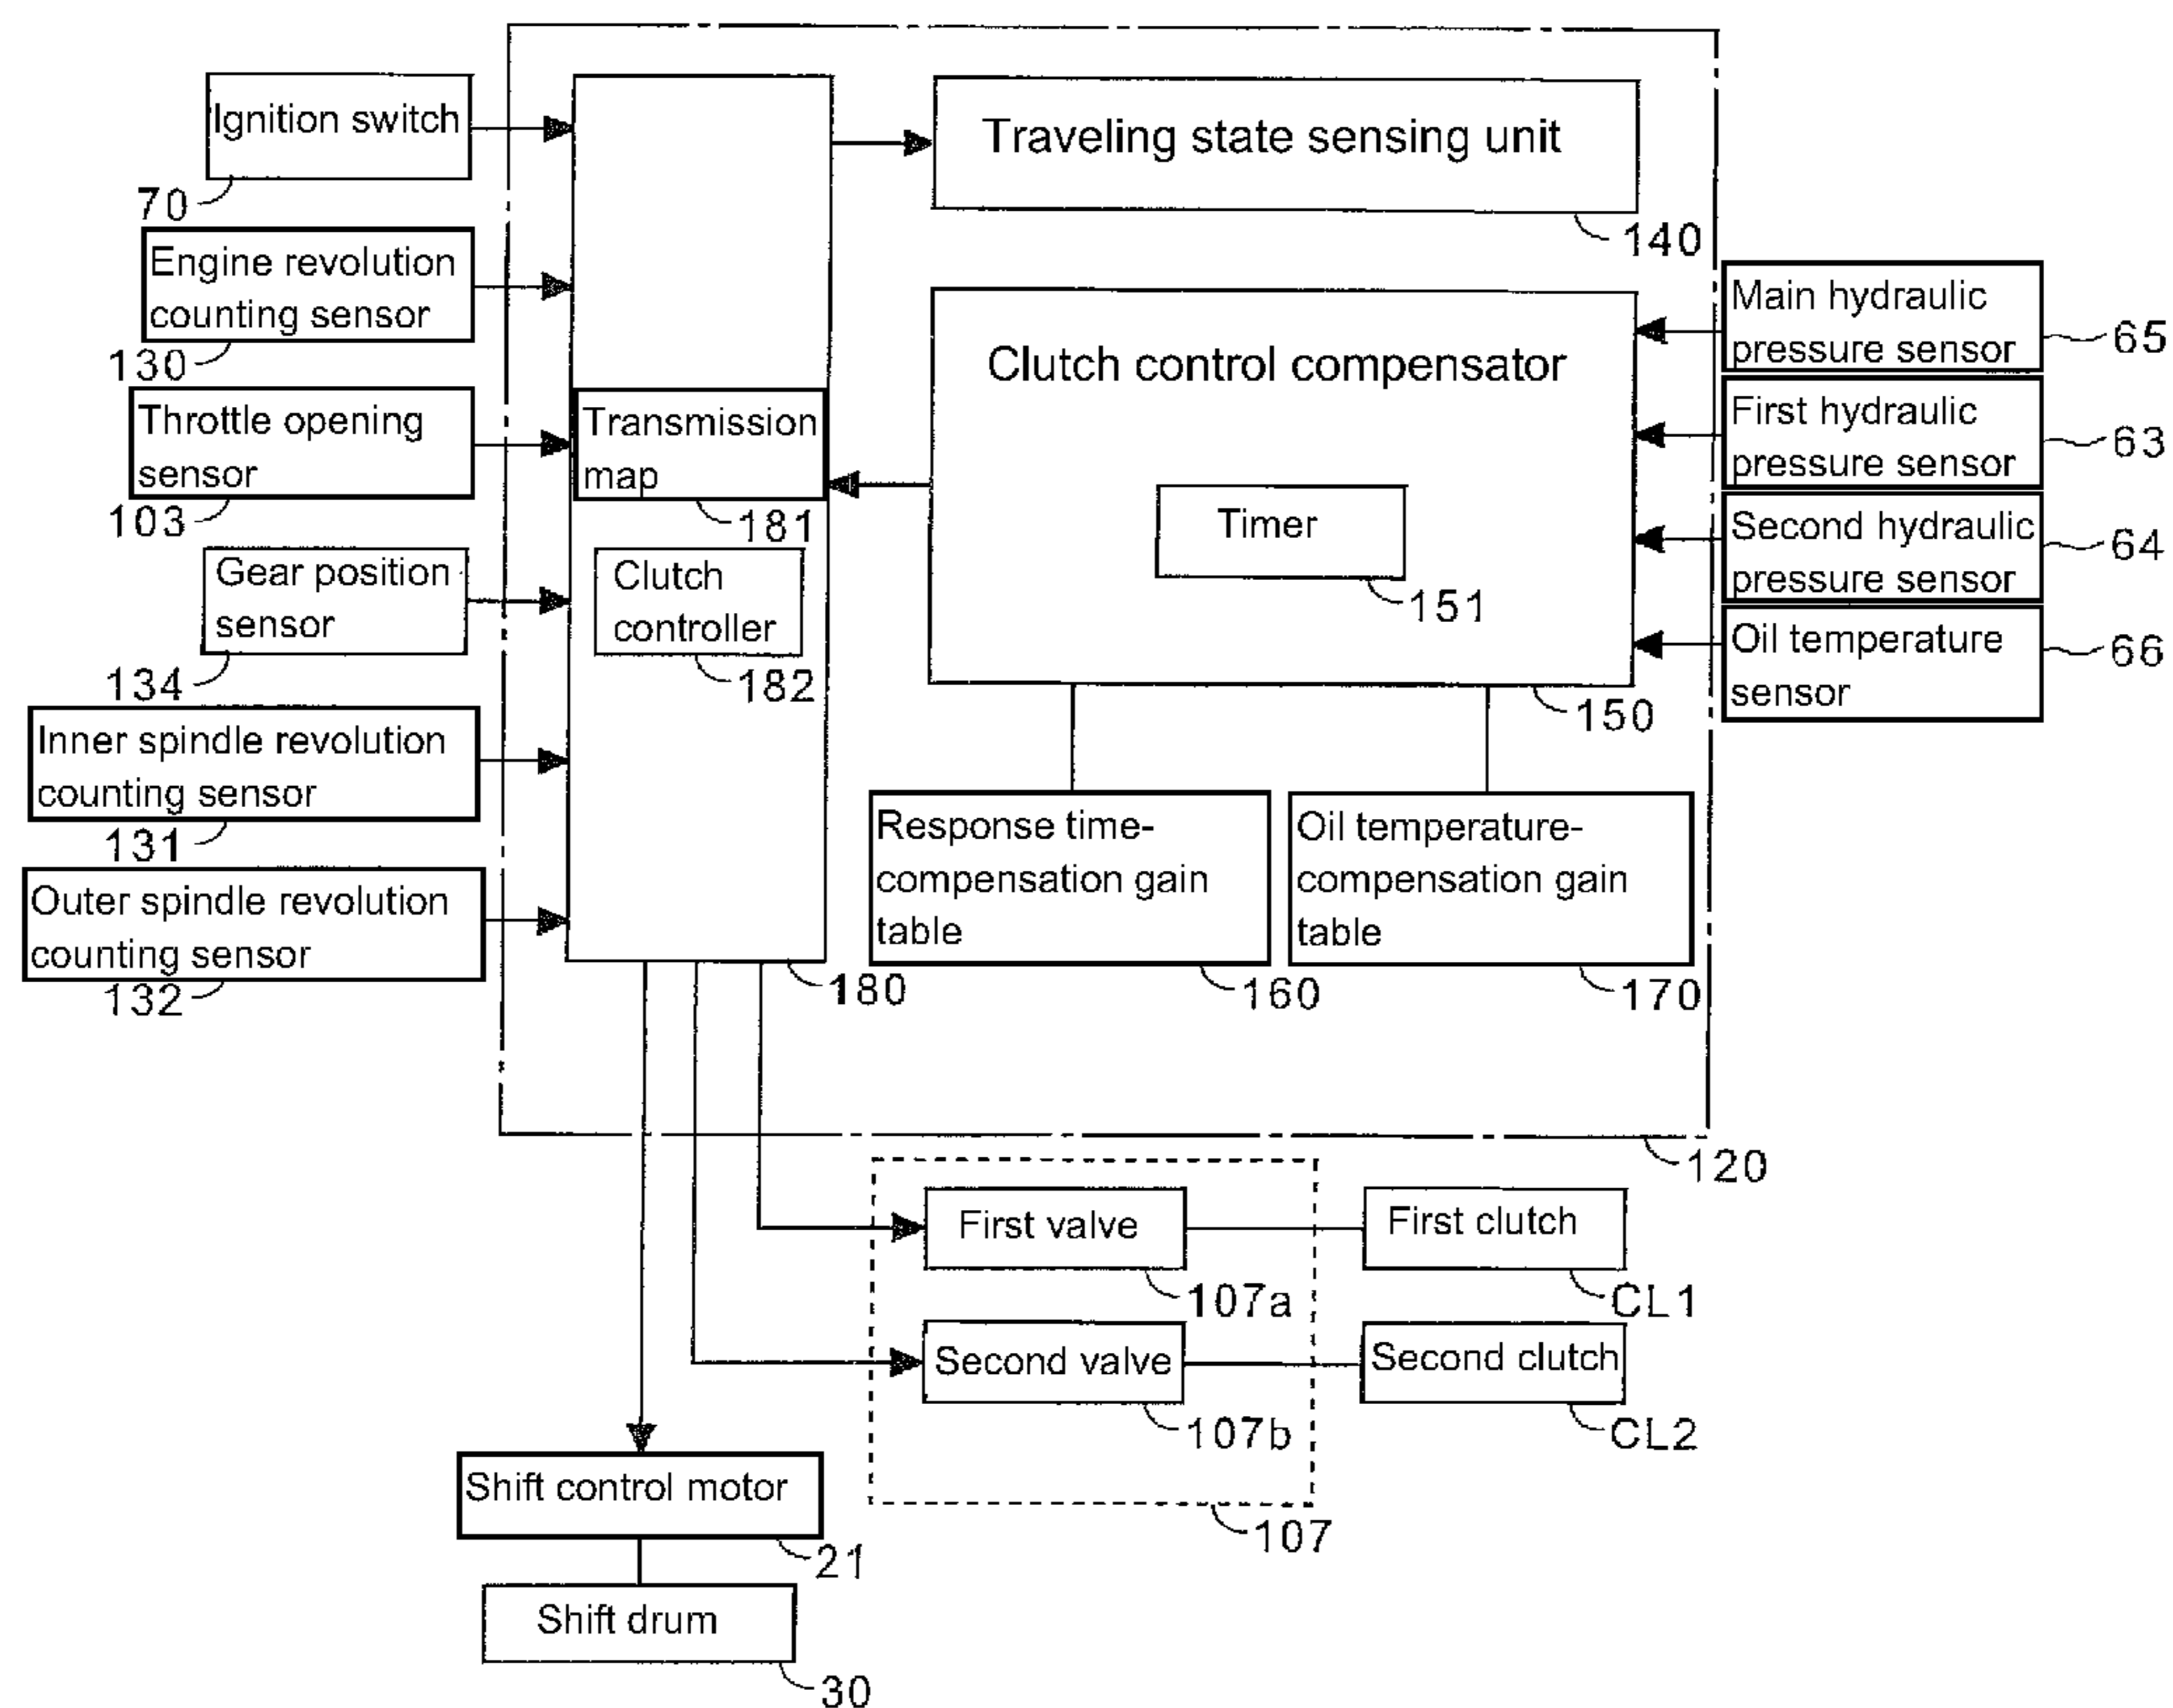 Ignition switch
70
Engine revolution
counting sensor
130
Throttle opening
sensor
103
Gear position
sensor
134
Inner spindle revolution
counting sensor
131
Outer spindle revolution
counting sensor
132
Transmission
map
181
Clutch
controller
182
180
Traveling state sensing unit
140
Clutch control compensator
Timer
151
150
Main hydraulic
pressure sensor
65
First hydraulic
pressure sensor
63
Second hydraulic
pressure sensor
64
Oil temperature
sensor
66
Response time-
compensation gain
table
160
Oil temperature-
compensation gain
table
170
120
First valve
107a
First clutch
CL1
Second valve
107b
Second clutch
CL2
107
Shift control motor
21
Shift drum
30